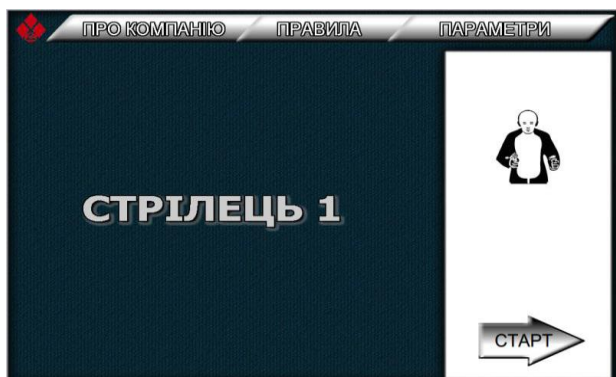 ПРО КОМПАНІЮ ПРАВИЛА ПАРАМЕТРИ
СТРІЛЕЦЬ 1
СТАРТ